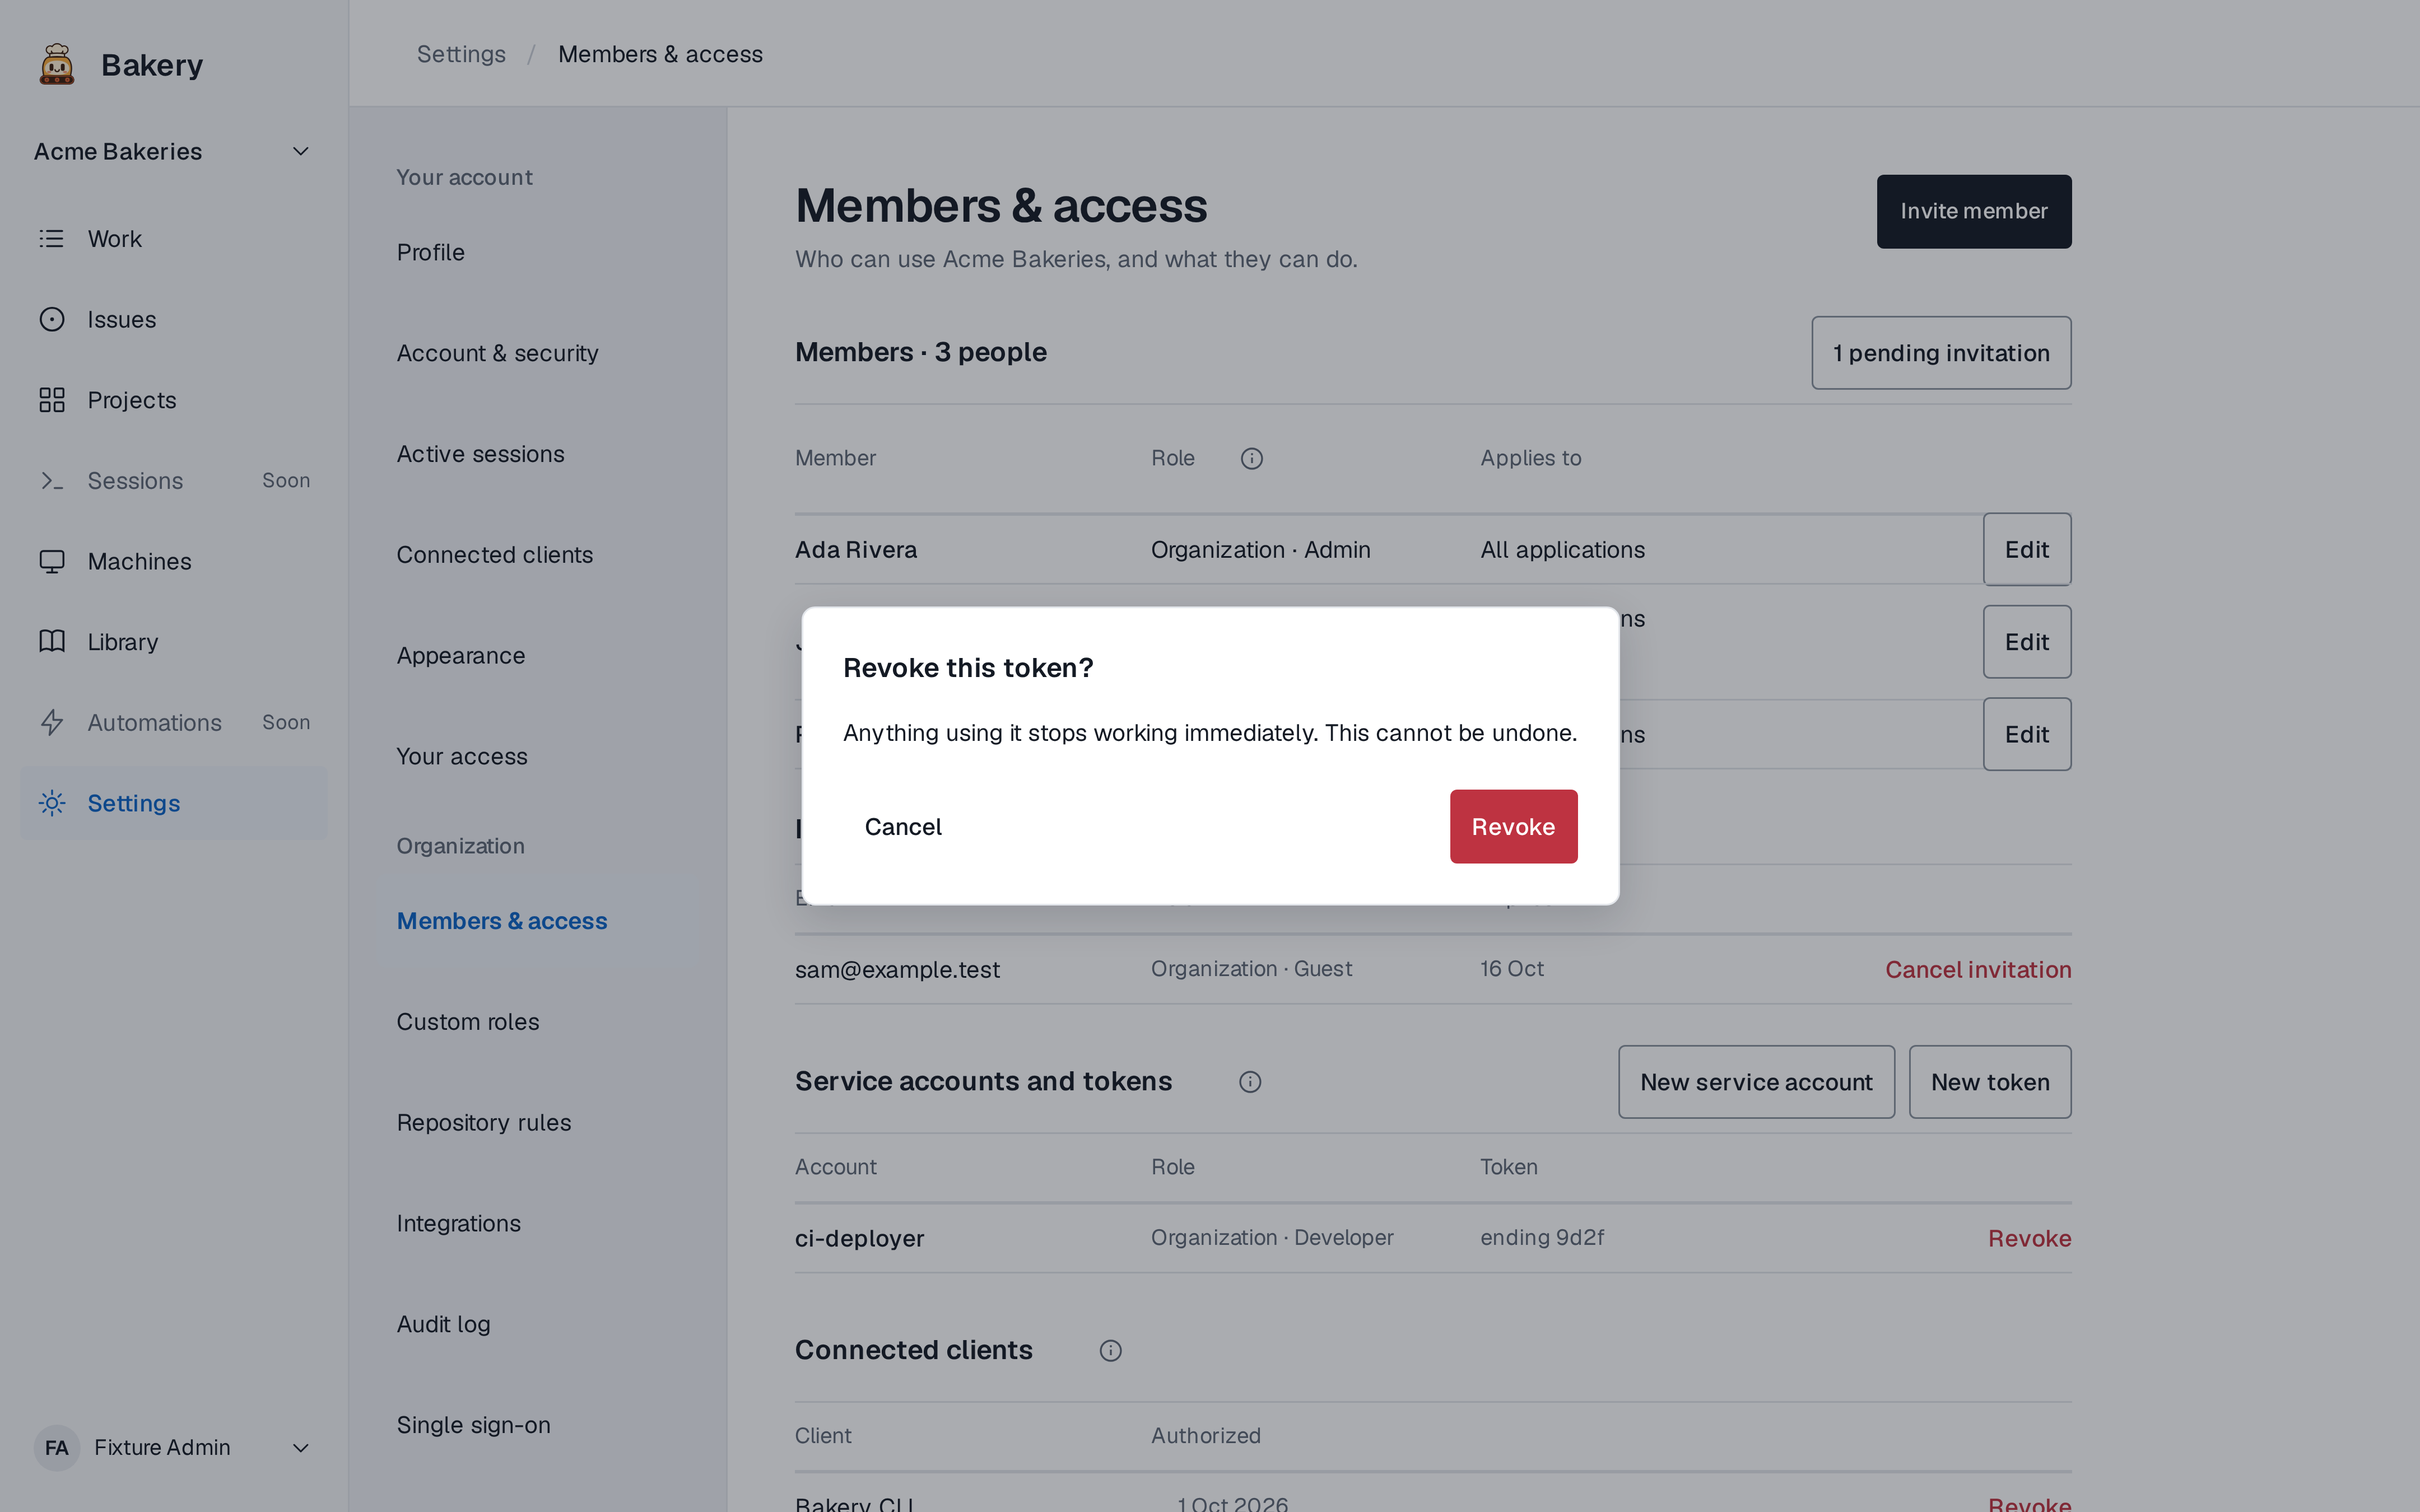 Bakery
Acme Bakeries
Work
Issues
Projects
Sessions Soon
Machines
Library
Automations Soon
Settings
FA Fixture Admin
Settings / Members & access
Your account
Profile
Account & security
Active sessions
Connected clients
Appearance
Your access
Organization
Members & access
Custom roles
Repository rules
Integrations
Audit log
Single sign-on
Members & access
Invite member
Who can use Acme Bakeries, and what they can do.
Members · 3 people
1 pending invitation
Member Role Applies to
Ada Rivera Organization · Admin All applications Edit
Edit
Edit
Revoke this token?
Anything using it stops working immediately. This cannot be undone.
Cancel Revoke
sam@example.test Organization · Guest 16 Oct Cancel invitation
Service accounts and tokens New service account New token
Account Role Token
ci-deployer Organization · Developer ending 9d2f Revoke
Connected clients
Client Authorized
Bakery CLI 1 Oct 2026 Revoke